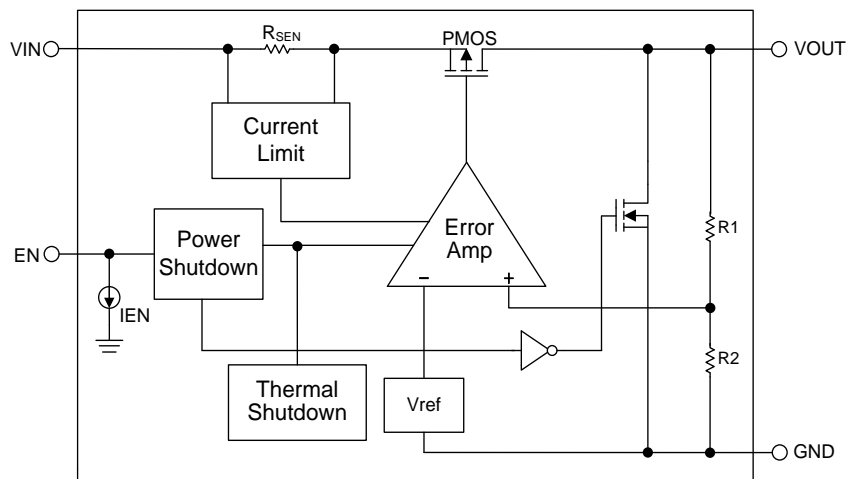 VIN
RSEN
PMOS
VOUT
Current
Limit
Error
Amp
R1
EN
Power
Shutdown
IEN
- +
R2
Thermal
Shutdown
Vref
GND